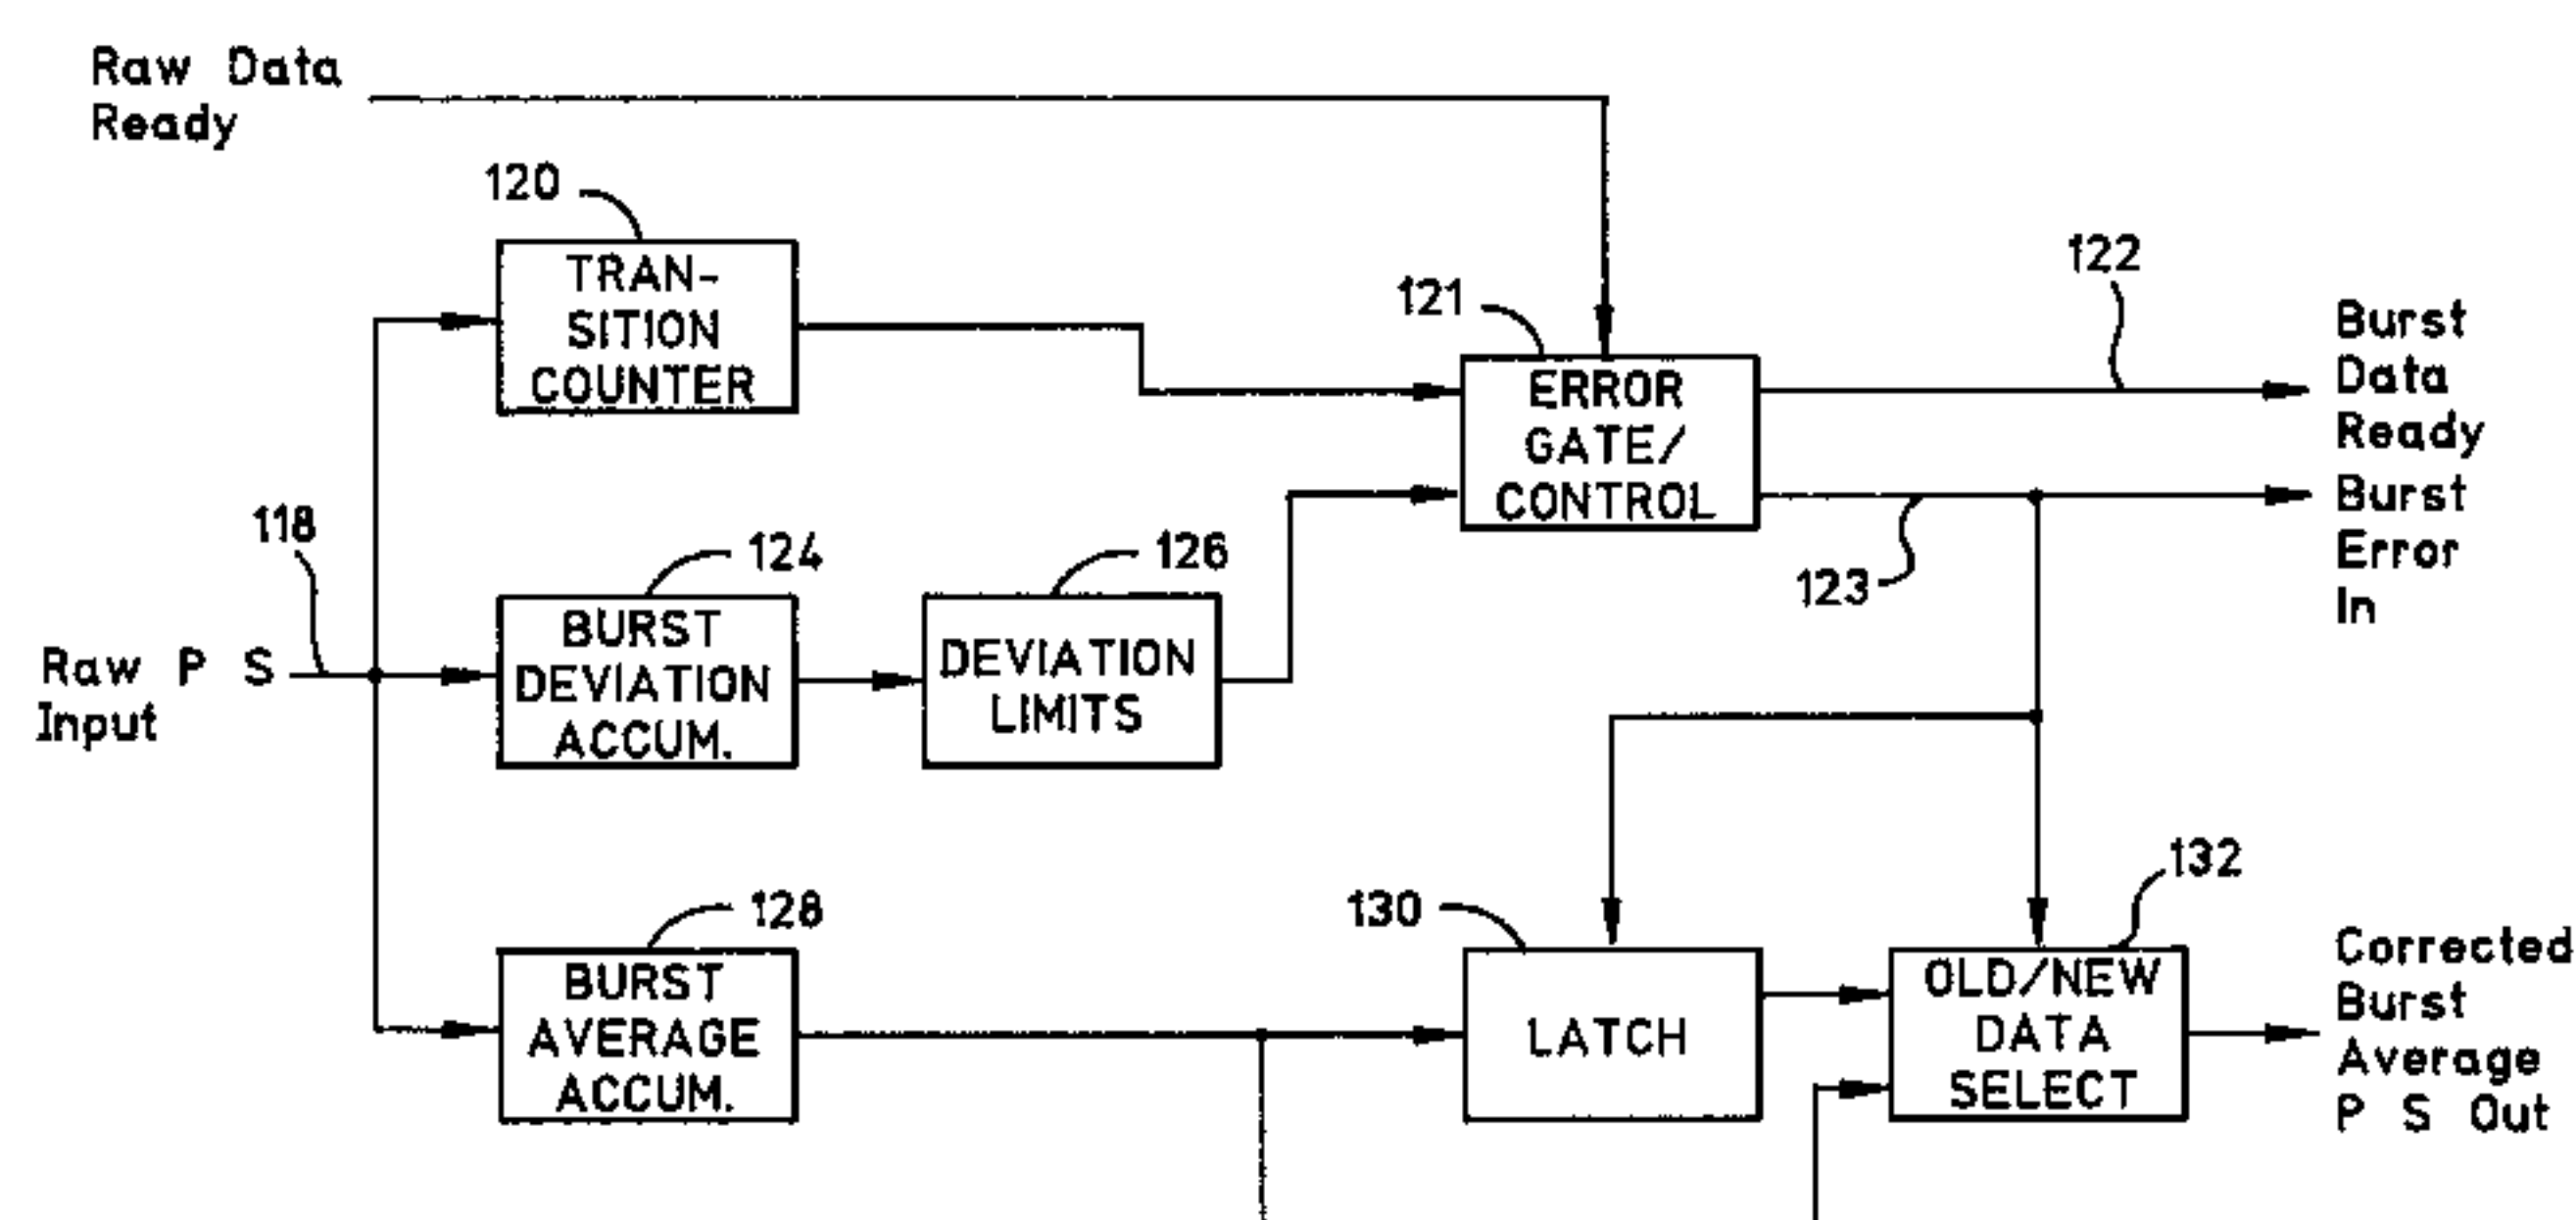 Raw Data
Ready
120
TRAN-
SITION
COUNTER
121
ERROR
GATE/
CONTROL
122
Burst
Data
Ready
123
Burst
Error
In
118
Raw P S
Input
124
BURST
DEVIATION
ACCUM.
126
DEVIATION
LIMITS
128
BURST
AVERAGE
ACCUM.
130
LATCH
132
OLD/NEW
DATA
SELECT
Corrected
Burst
Average
P S Out